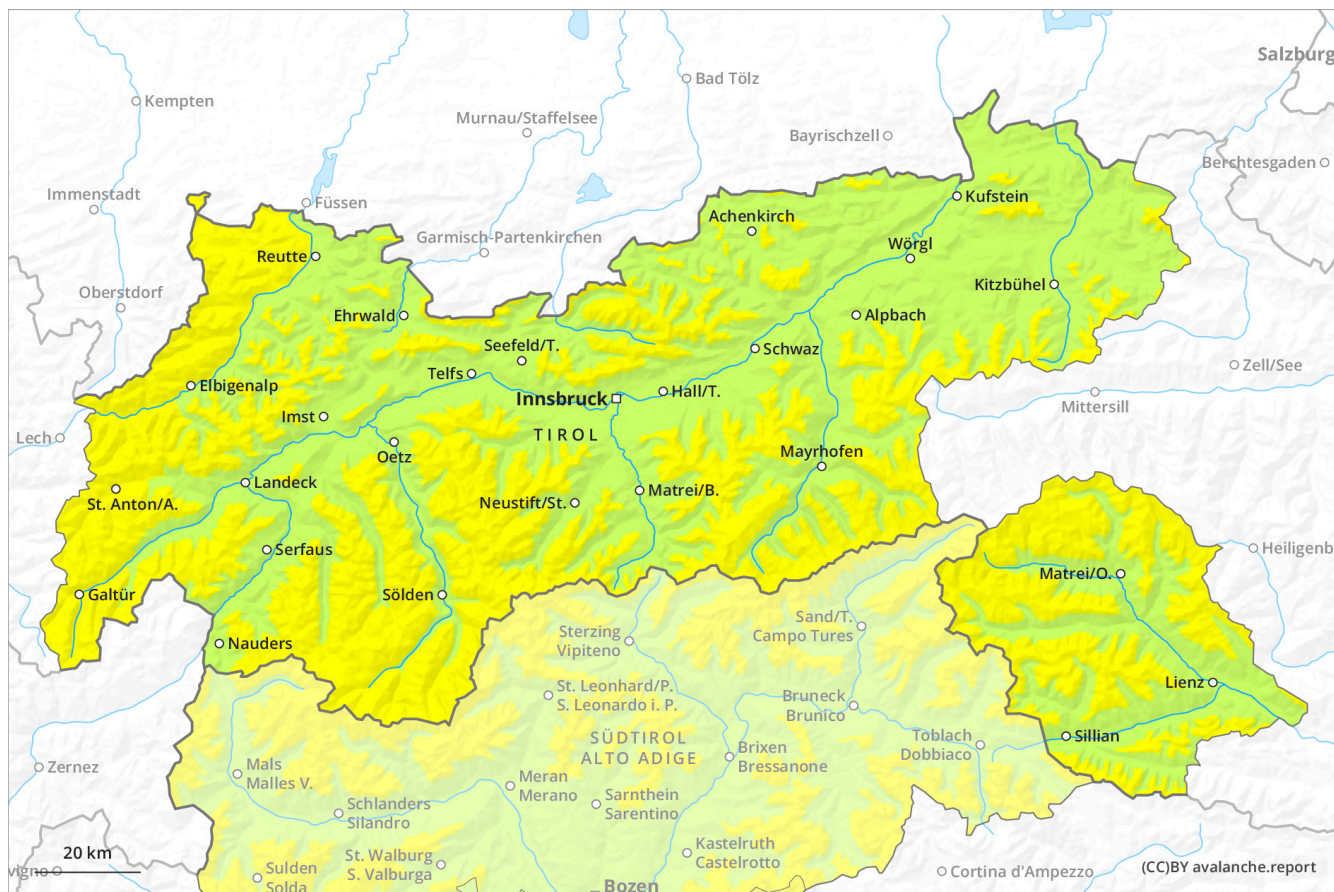 Salzburg
Kempten
Bad Tölz
Murnau/Staffelsee
Bayrischzell
Berchtesgaden
Immenstadt
Füssen
Kufstein
Achenkirch
Garmisch-Partenkirchen
Wörgl
Reutte
Oberstdorf
Kitzbühel
Ehrwald
Alpbach
Seefeld/T.
Schwaz
Telfs
Zell/See
Elbigenalp
Hall/T.
Innsbruck
Mittersill
Imst
Lech
TIROL
Oetz
Mayrhofen
Landeck
Matrei/B.
St. Anton/A.
Neustift/St.
Serfaus
Heiligenb
Matrei/O.
Galtür
Sölden
Sterzing
Vipiteno
Sand/T.
Campo Tures
Nauders
Lienz
St. Leonhard/P.
S. Leonardo i. P.
Bruneck
Brunico
SÜDTIROL
ALTO ADIGE
Toblach
Dobbiaco
Sillian
Brixen
Bressanone
Zernez
Mals
Malles V.
Meran
Merano
Sarnthein
Sarentino
Schlanders
Silandro
Kastelruth
Castelrotto
20 km
St. Walburg
S. Valburga
vigno
Sulden
Solda
Bozen
Cortina d'Ampezzo
(CC)BY avalanche.report